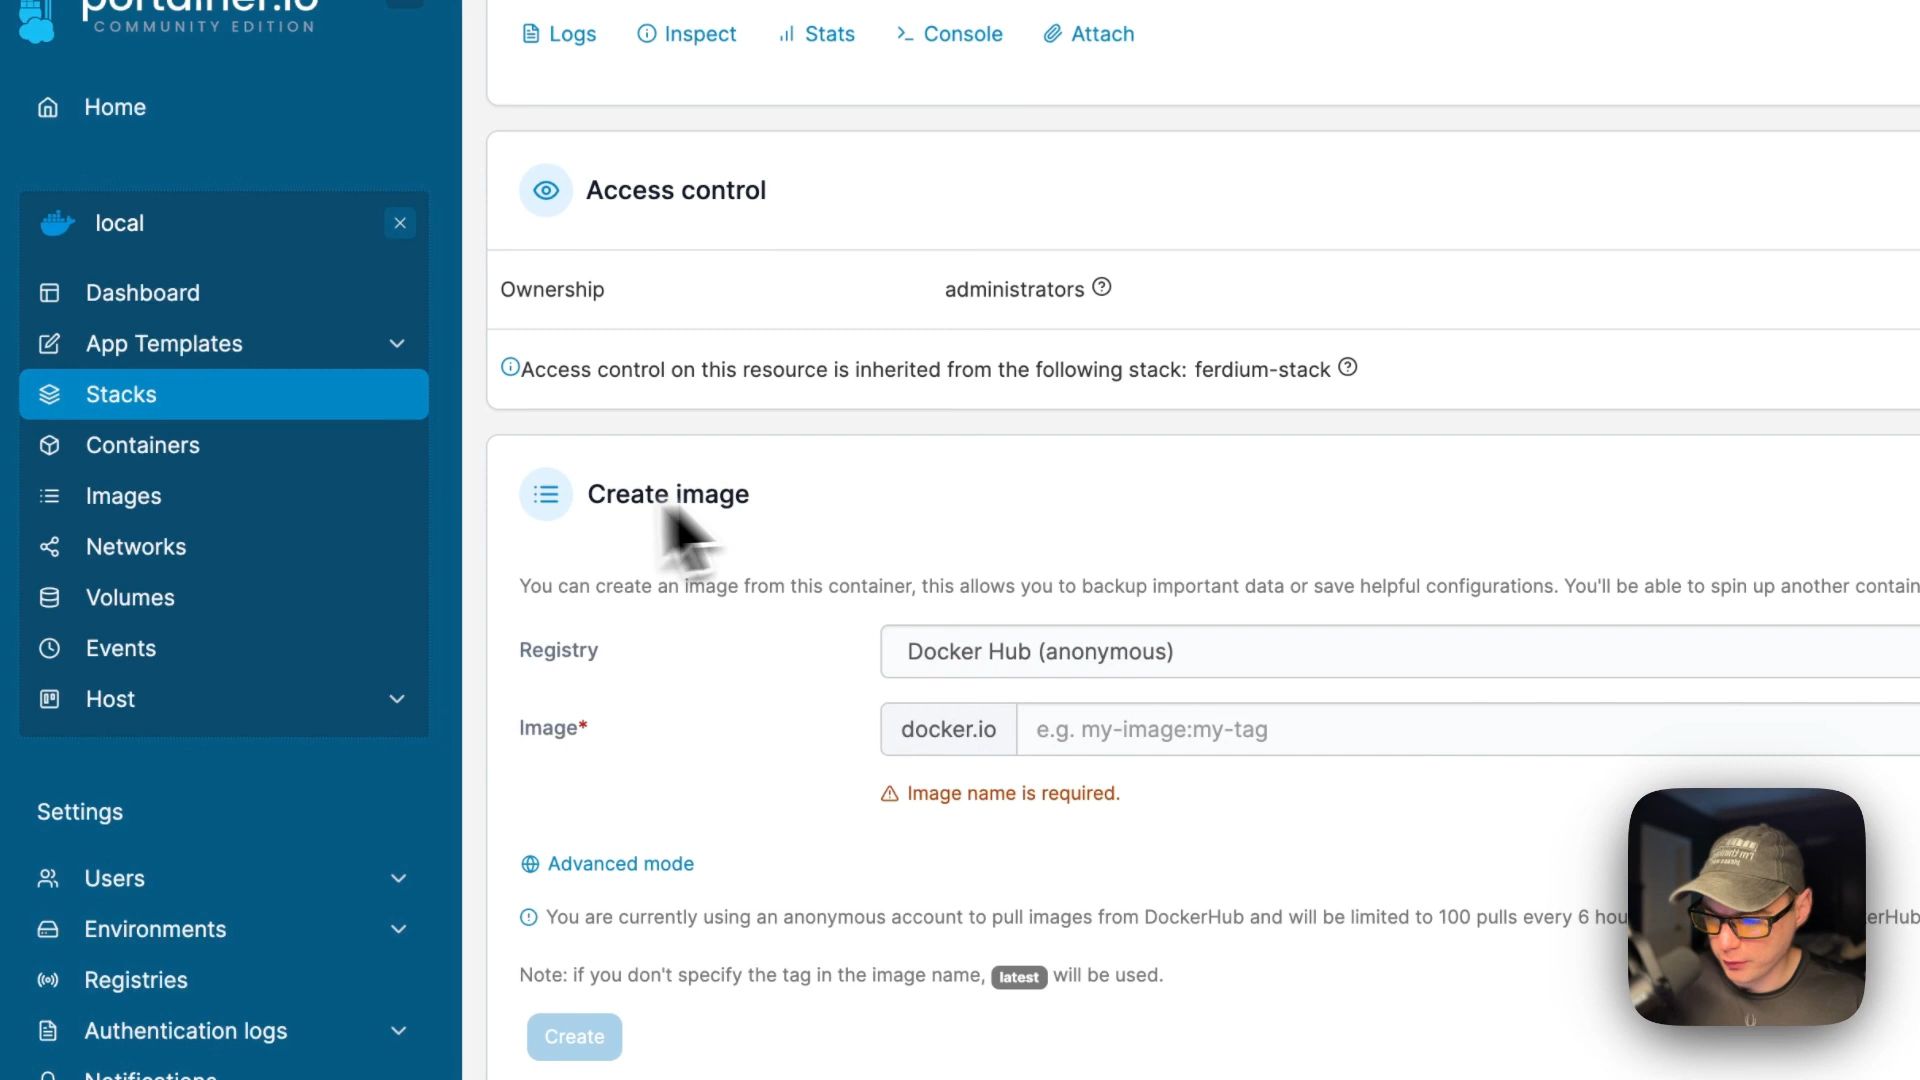 portainer.io
COMMUNITY EDITION
Home
local
Dashboard
App Templates
Stacks
Containers
Images
Networks
Volumes
Events
Host
Settings
Users
Environments
Registries
Authentication logs
Notifications
Logs
Inspect
Stats
Console
Attach
Access control
Ownership
administrators
Access control on this resource is inherited from the following stack: ferdium-stack
Create image
You can create an image from this container, this allows you to backup important data or save helpful configurations. You'll be able to spin up another contain
Registry
Docker Hub (anonymous)
Image*
docker.io
e.g. my-image:my-tag
Image name is required.
Advanced mode
You are currently using an anonymous account to pull images from DockerHub and will be limited to 100 pulls every 6 hou erHub
Note: if you don't specify the tag in the image name, latest will be used.
Create